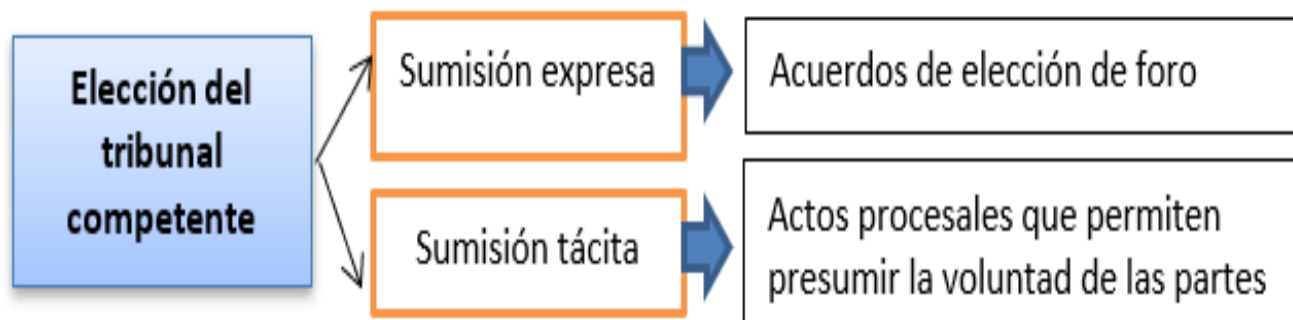 Elección del
tribunal
competente
Sumisión expresa
Acuerdos de elección de foro
Sumisión tácita
Actos procesales que permiten
presumir la voluntad de las partes